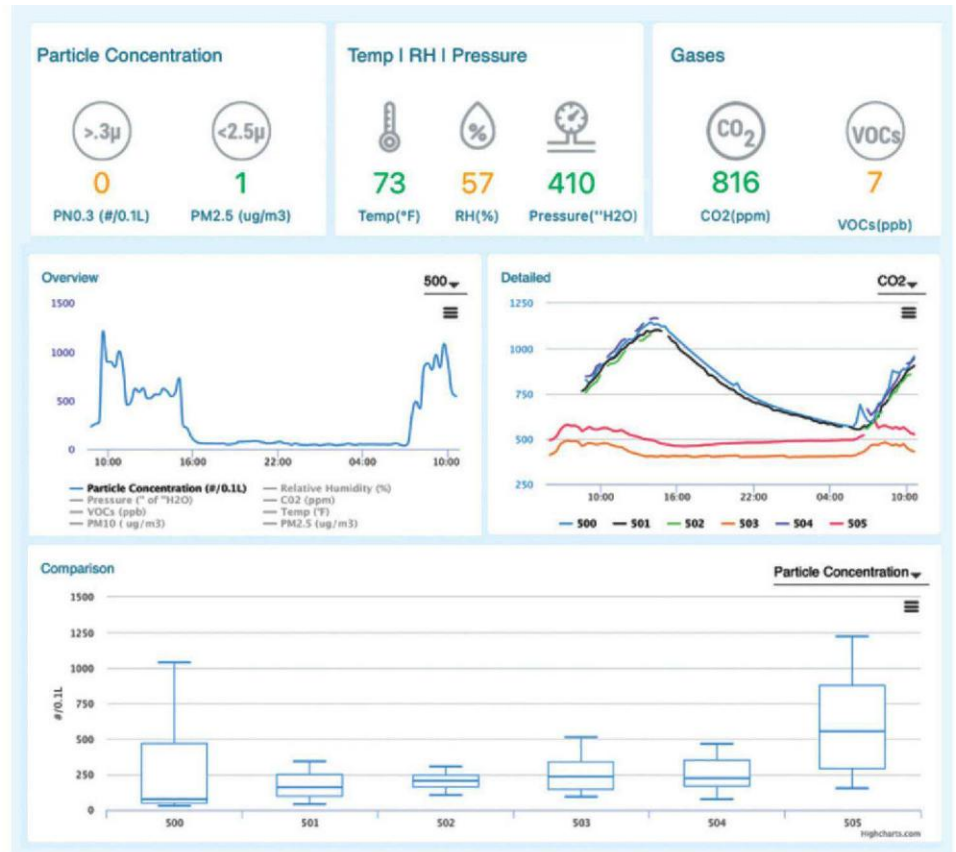 Particle Concentration
>.3µ
<2.5µ
0
1
PN0.3 (#/0.1L)
PM2.5 (ug/m3)
Temp I RH I Pressure
%
73
57
410
Temp(°F)
RH(%)
Pressure("H2O)
Gases
CO2
VOCs
816
7
CO2(ppm)
VOCs(ppb)
Overview
500
1500
1000
500
0
10:00 16:00 22:00 04:00 10:00
Particle Concentration (#/0.1L) Relative Humidity (%)
Pressure (" of "H2O) C02 (ppm)
VOCs (ppb) Temp (°F)
PM10 ( ug/m3) PM2.5 (ug/m3)
Detailed
CO2
1250
1000
750
500
250
10:00 16:00 22:00 04:00 10:00
500 501 502 503 504 505
Comparison
Particle Concentration
1500
1250
1000
750
500
250
0
#/0.1L
500 501 502 503 504 505
Highcharts.com